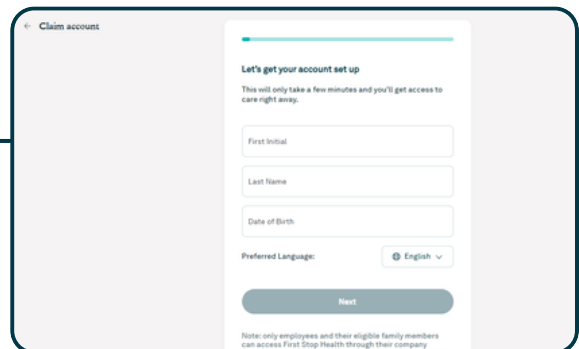 ← Claim account
Let's get your account set up
This will only take a few minutes and you'll get access to
care right away.
First Initial
Last Name
Date of Birth
Preferred Language:
English
Next
Note: only employees and their eligible family members
can access First Stop Health through their company